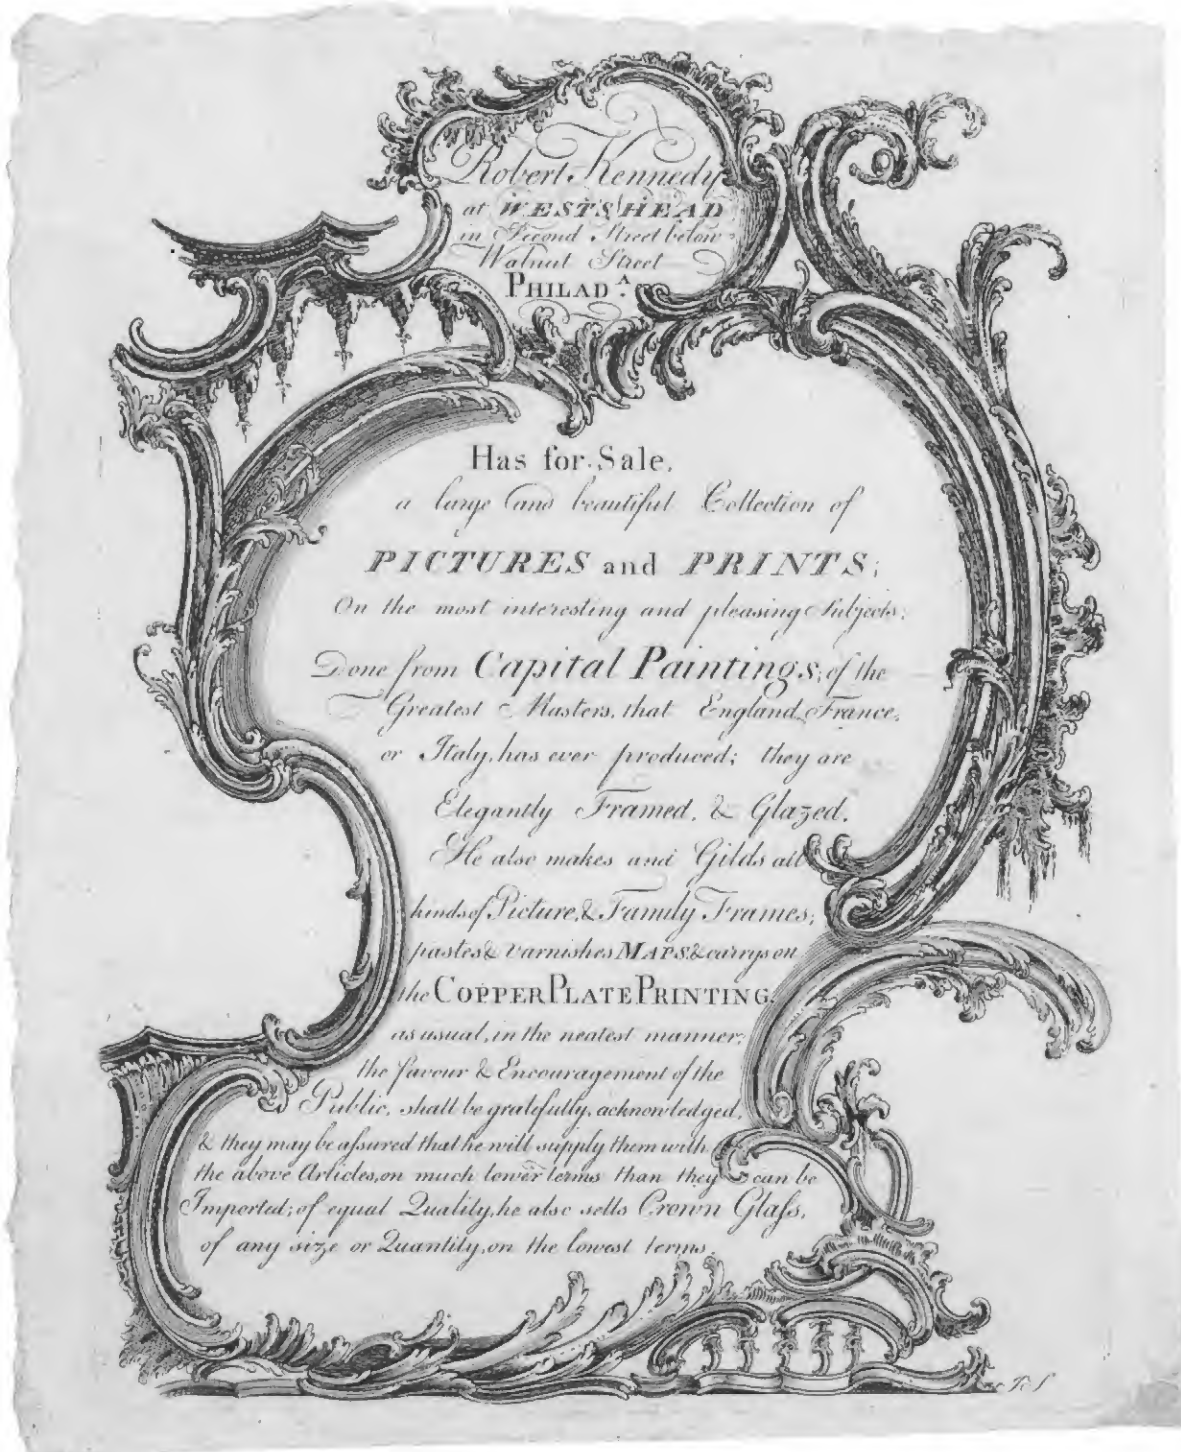 Robert Kennedy
at WESTS HEAD
in Second Street below
Walnut Street
PHILADA.
Has for Sale,
a large and beautiful Collection of
PICTURES and PRINTS;
On the most interesting and pleasing Subjects;
Done from Capital Paintings; of the
Greatest Masters, that England, France,
or Italy, has ever produced; they are
Elegantly Framed, & Glazed.
He also makes and Gilds all
kinds of Picture, & Family Frames;
pastes & varnishes MAPS, & carrys on
the COPPER PLATE PRINTING,
as usual, in the neatest manner;
the favour & Encouragement of the
Public, shall be gratefully, acknowledged,
& they may be aſsured that he will supply them with
the above Articles, on much lower terms than they can be
Imported; of equal Quality, he also sells Crown Glaſs,
of any size or Quantity, on the lowest terms.